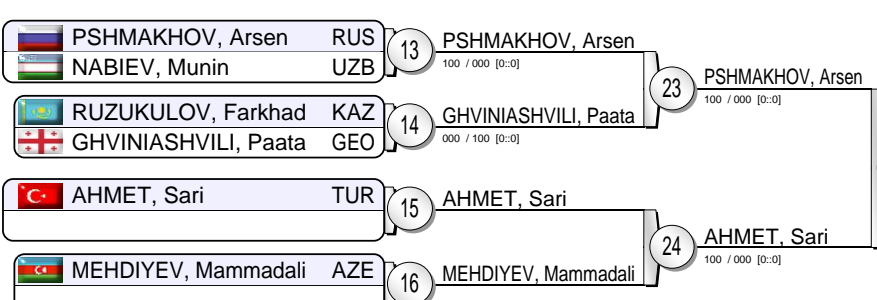 PSHMAKHOV, Arsen RUS
NABIEV, Munin UZB
13
PSHMAKHOV, Arsen
100 / 000 [0::0]
RUZUKULOV, Farkhad KAZ
GHVINIASHVILI, Paata GEO
14
GHVINIASHVILI, Paata
000 / 100 [0::0]
23
PSHMAKHOV, Arsen
100 / 000 [0::0]
AHMET, Sari TUR
15
AHMET, Sari
MEHDIYEV, Mammadali AZE
16
MEHDIYEV, Mammadali
24
AHMET, Sari
100 / 000 [0::0]